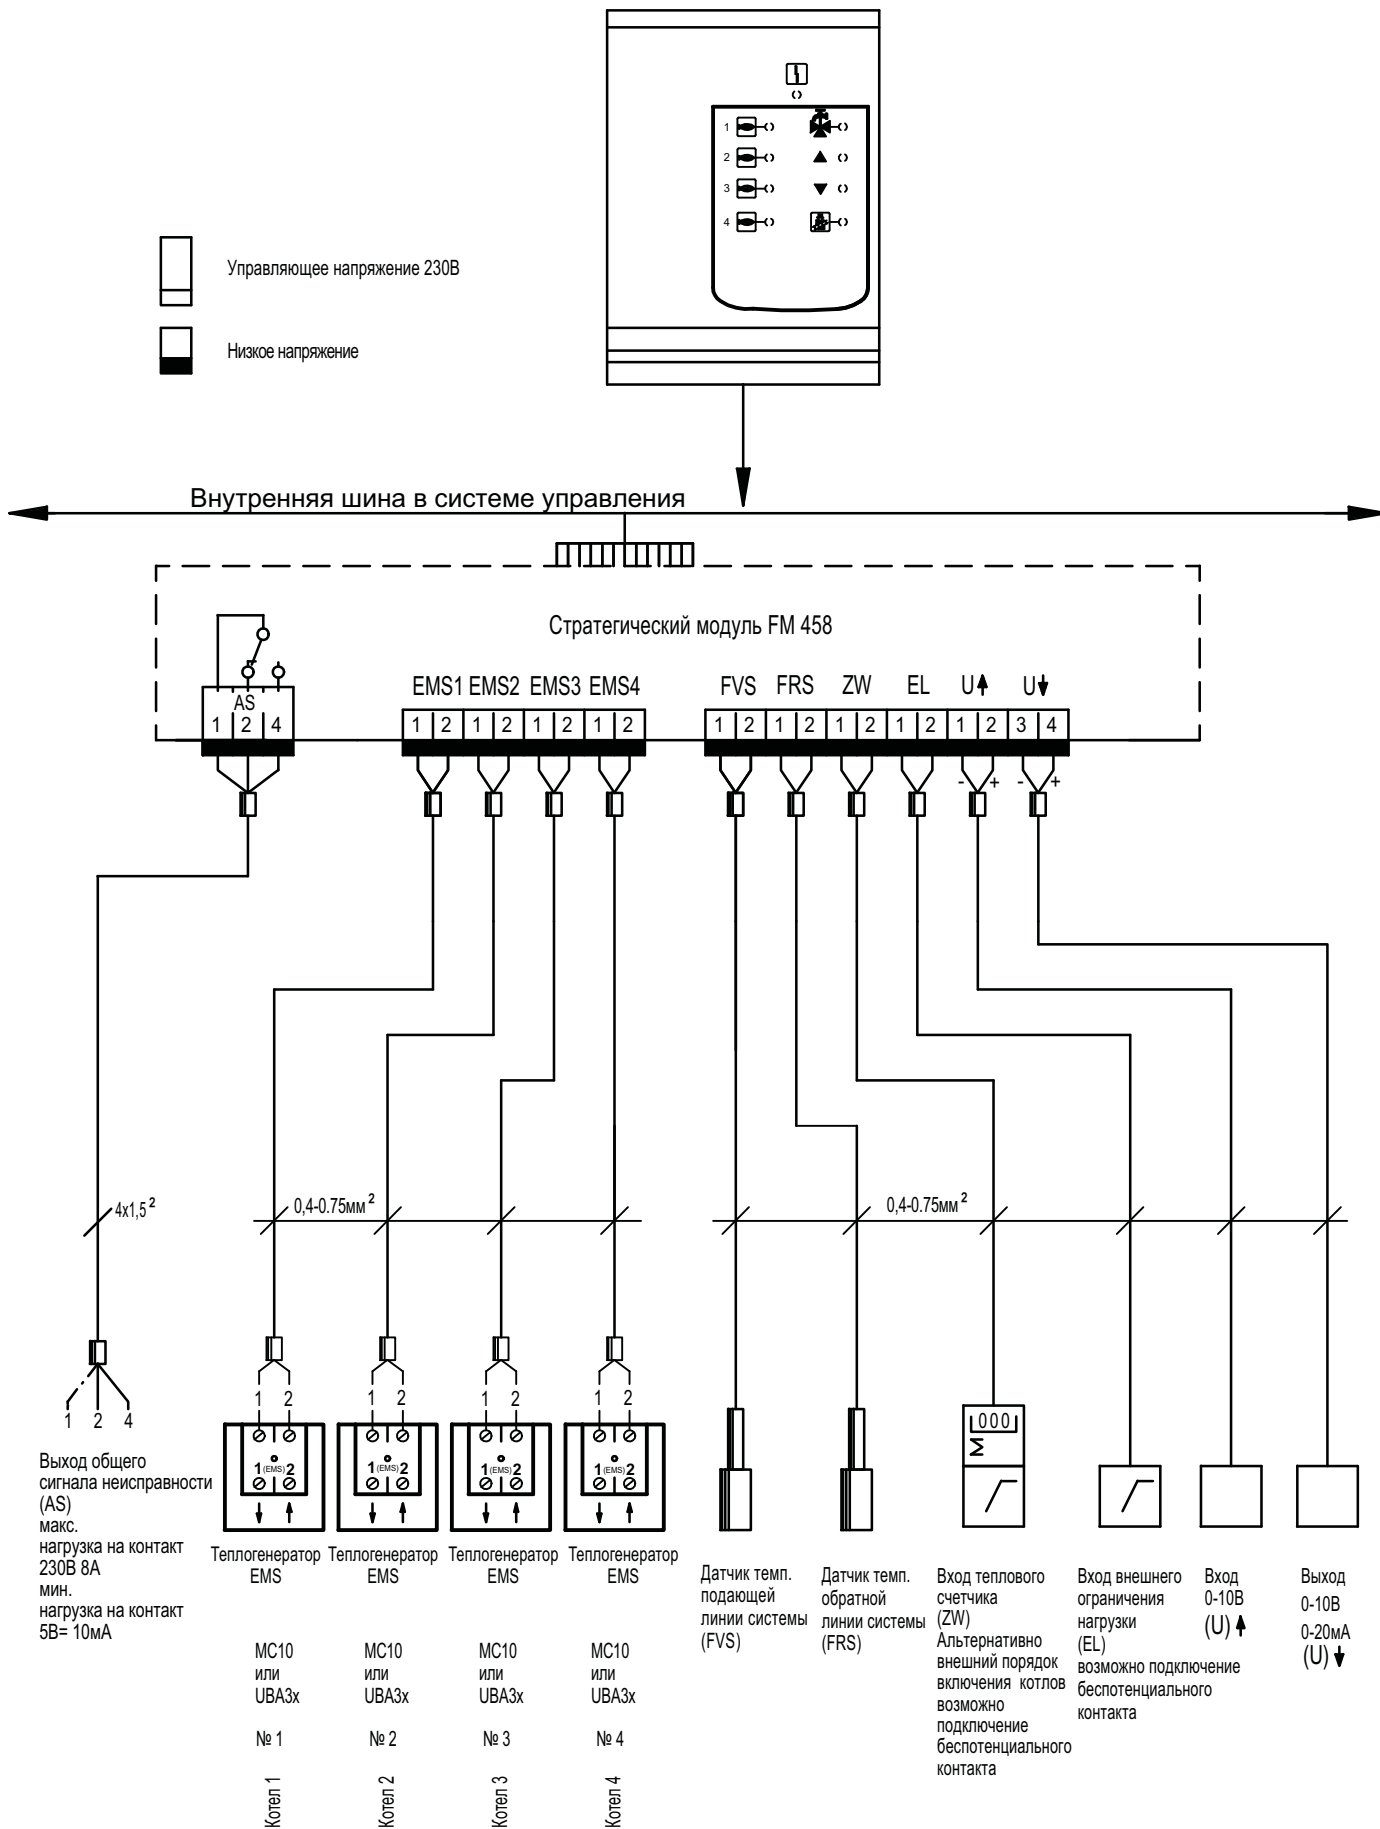 1
2
3
4
Управляющее напряжение 230В
Низкое напряжение
Внутренняя шина в системе управления
Стратегический модуль FM 458
AS
1 2 4
EMS1 EMS2 EMS3 EMS4
1 2 1 2 1 2 1 2
FVS FRS ZW EL U U
1 2 1 2 1 2 1 2 1 2 3 4
- + - +
4x1,5 2
0,4-0.75мм 2
0,4-0.75мм 2
1 2 4
1 2
1 2
1 2
1 2
1 (EMS) 2
1 (EMS) 2
1 (EMS) 2
1 (EMS) 2
000
Σ
Выход общего
сигнала неисправности
(AS)
макс.
нагрузка на контакт
230В 8А
мин.
нагрузка на контакт
5В= 10мА
Теплогенератор
EMS
MC10
или
UBA3x
№ 1
Котел 1
Теплогенератор
EMS
MC10
или
UBA3x
№ 2
Котел 2
Теплогенератор
EMS
MC10
или
UBA3x
№ 3
Котел 3
Теплогенератор
EMS
MC10
или
UBA3x
№ 4
Котел 4
Датчик темп.
подающей
линии системы
(FVS)
Датчик темп.
обратной
линии системы
(FRS)
Вход теплового
счетчика
(ZW)
Альтернативно
внешний порядок
включения котлов
возможно
подключение
беспотенциального
контакта
Вход внешнего
ограничения
нагрузки
(EL)
возможно подключение
беспотенциального
контакта
Вход
0-10В
(U)
Выход
0-10В
0-20мА
(U)